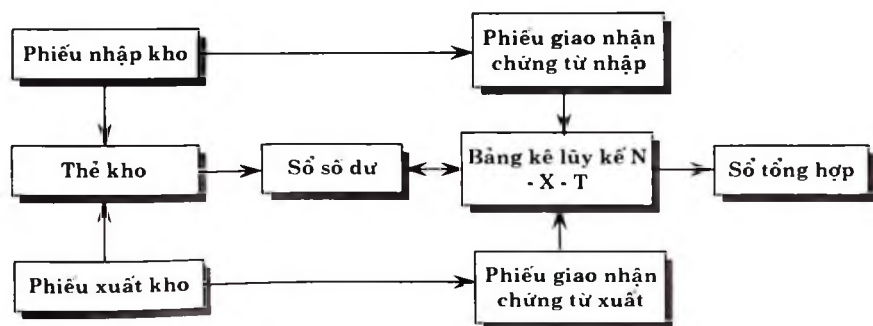 Phiếu nhập kho
Phiếu giao nhận
chứng từ nhập
Thẻ kho
Sổ số dư
Bảng kê lũy kế N
- X - T
Sổ tổng hợp
Phiếu xuất kho
Phiếu giao nhận
chứng từ xuất